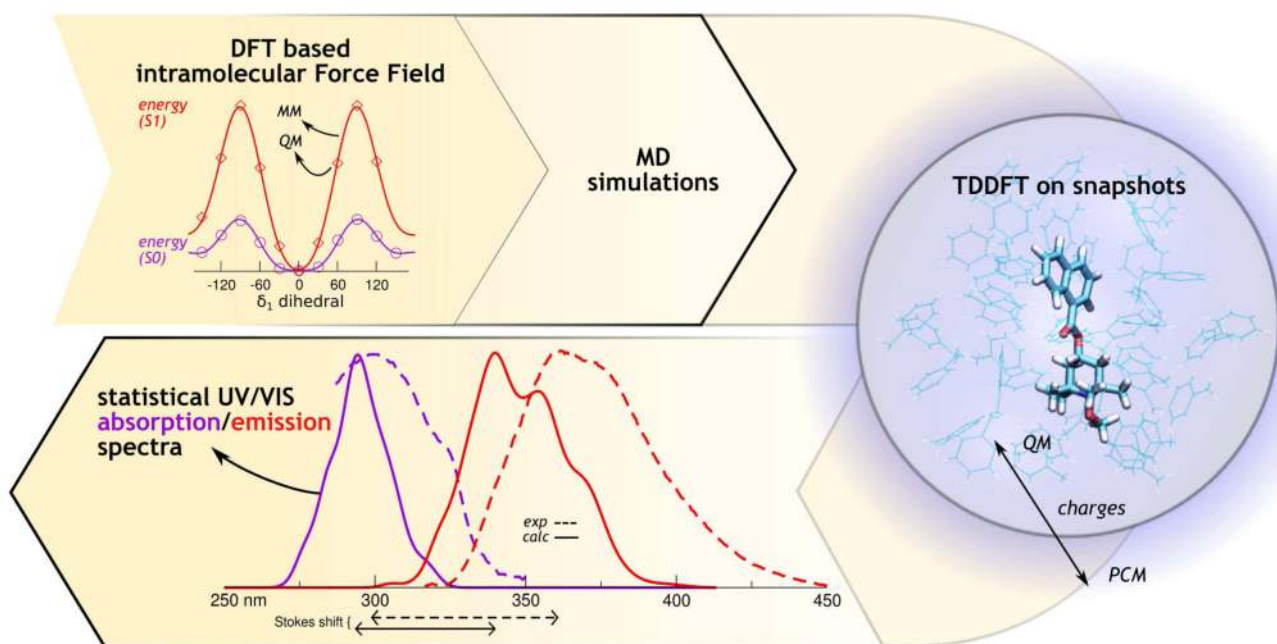 DFT based
intramolecular Force Field
energy
(S1)
MM
QM
energy
(S0)
-120 -60 0 60 120
δ1 dihedral
MD
simulations
TDDFT on snapshots
QM
charges
PCM
statistical UV/VIS
absorption/emission
spectra
exp
calc
250 nm 300 350 400 450
Stokes shift {